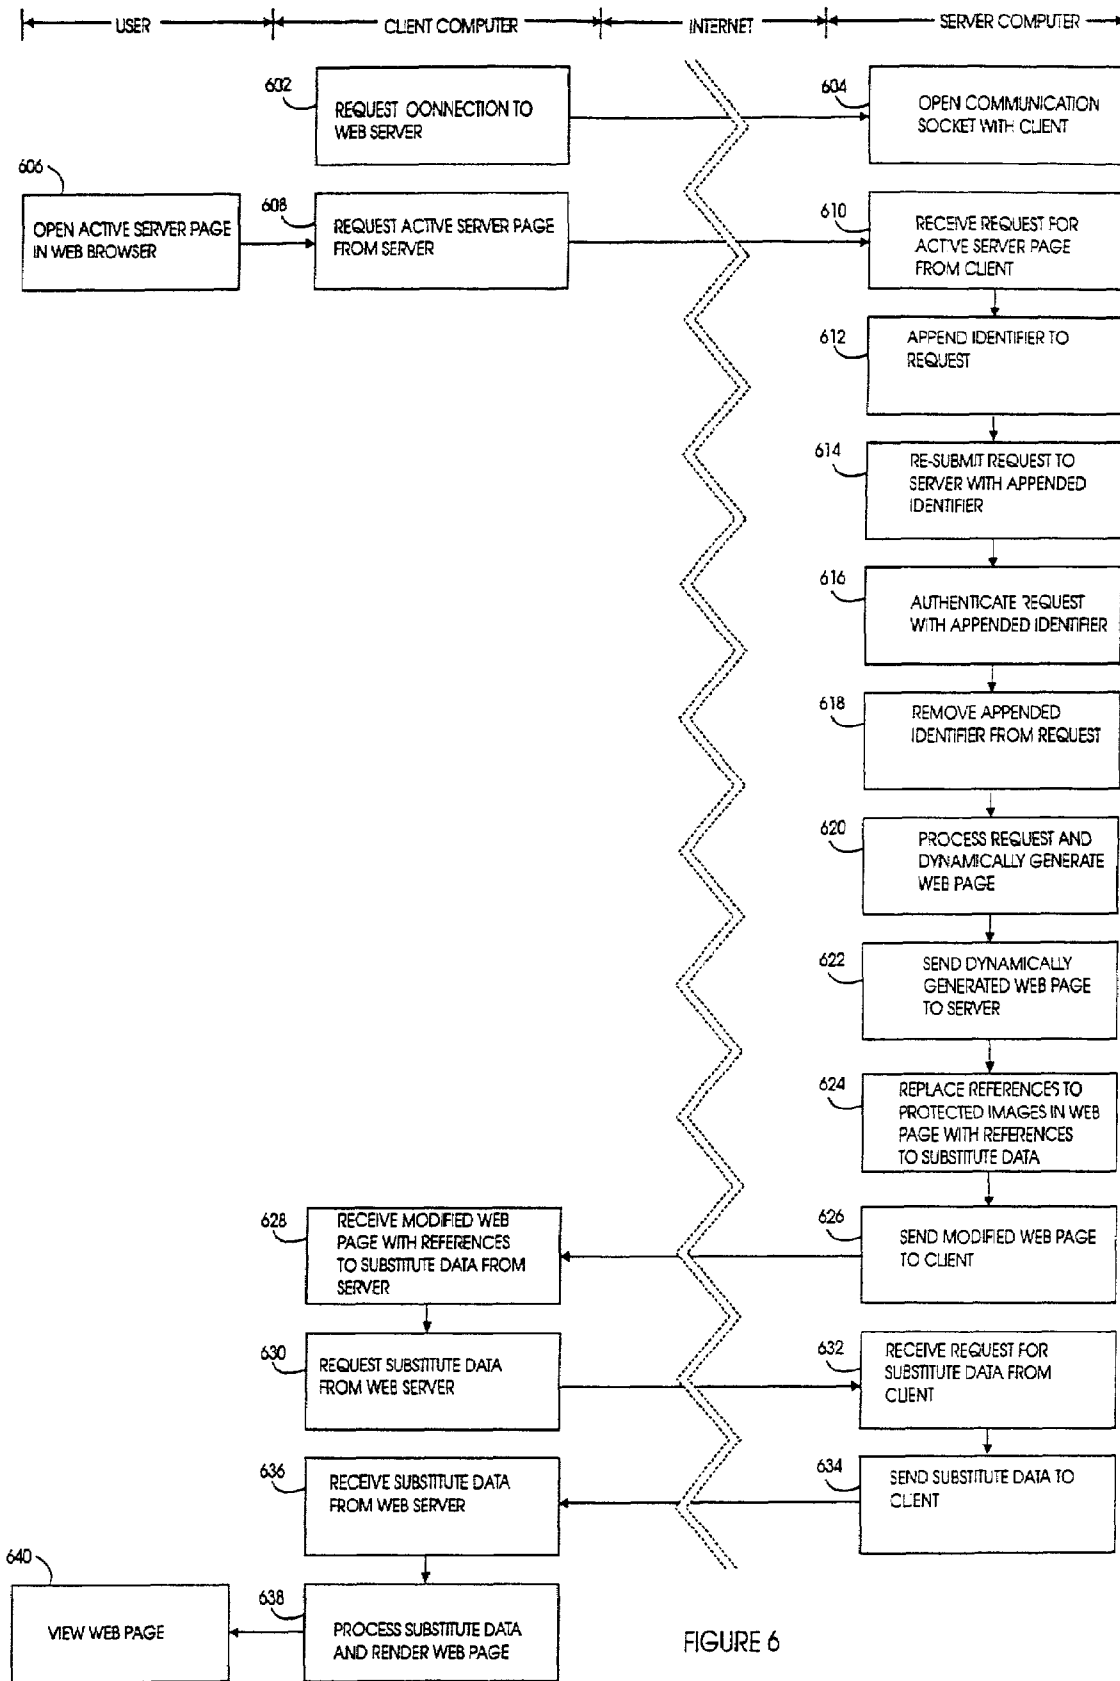 USER
CLIENT COMPUTER
INTERNET
SERVER COMPUTER
602
REQUEST CONNECTION TO
WEB SERVER
604
OPEN COMMUNICATION
SOCKET WITH CLIENT
606
OPEN ACTIVE SERVER PAGE
IN WEB BROWSER
608
REQUEST ACTIVE SERVER PAGE
FROM SERVER
610
RECEIVE REQUEST FOR
ACTIVE SERVER PAGE
FROM CLIENT
612
APPEND IDENTIFIER TO
REQUEST
614
RE-SUBMIT REQUEST TO
SERVER WITH APPENDED
IDENTIFIER
616
AUTHENTICATE REQUEST
WITH APPENDED IDENTIFIER
618
REMOVE APPENDED
IDENTIFIER FROM REQUEST
620
PROCESS REQUEST AND
DYNAMICALLY GENERATE
WEB PAGE
622
SEND DYNAMICALLY
GENERATED WEB PAGE
TO SERVER
624
REPLACE REFERENCES TO
PROTECTED IMAGES IN WEB
PAGE WITH REFERENCES
TO SUBSTITUTE DATA
626
SEND MODIFIED WEB PAGE
TO CLIENT
628
RECEIVE MODIFIED WEB
PAGE WITH REFERENCES
TO SUBSTITUTE DATA FROM
SERVER
630
REQUEST SUBSTITUTE DATA
FROM WEB SERVER
632
RECEIVE REQUEST FOR
SUBSTITUTE DATA FROM
CLIENT
634
SEND SUBSTITUTE DATA TO
CLIENT
636
RECEIVE SUBSTITUTE DATA
FROM WEB SERVER
638
PROCESS SUBSTITUTE DATA
AND RENDER WEB PAGE
640
VIEW WEB PAGE
FIGURE 6